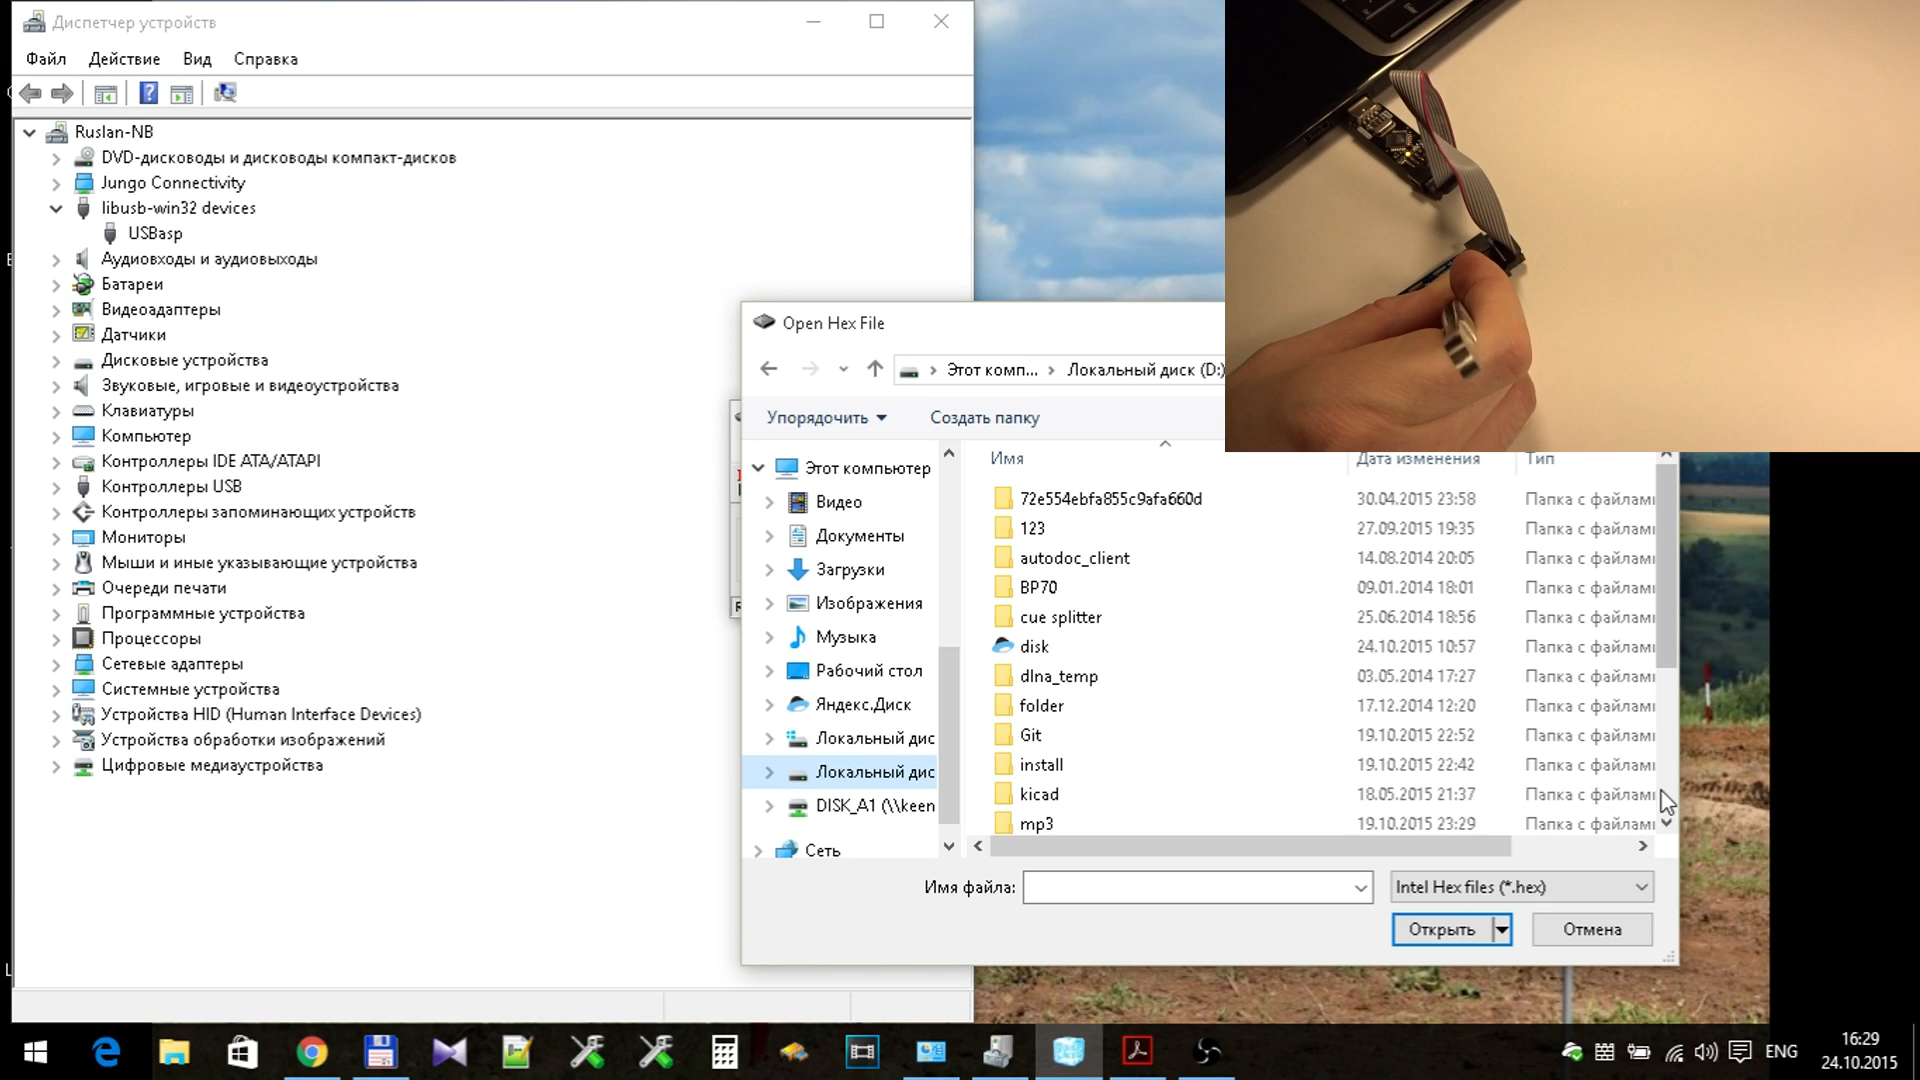 Диспетчер устройств
Файл Действие Вид Справка
Ruslan-NB
DVD-дисководы и дисководы компакт-дисков
Jungo Connectivity
libusb-win32 devices
USBasp
Аудиовходы и аудиовыходы
Батареи
Видеоадаптеры
Датчики
Дисковые устройства
Звуковые, игровые и видеоустройства
Клавиатуры
Компьютер
Контроллеры IDE ATA/ATAPI
Контроллеры USB
Контроллеры запоминающих устройств
Мониторы
Мыши и иные указывающие устройства
Очереди печати
Программные устройства
Процессоры
Сетевые адаптеры
Системные устройства
Устройства HID (Human Interface Devices)
Устройства обработки изображений
Цифровые медиаустройства
Open Hex File
Этот комп... Локальный диск (D:)
Упорядочить Создать папку
Этот компьютер
Видео
Документы
Загрузки
Изображения
Музыка
Рабочий стол
Яндекс.Диск
Локальный дис
Локальный дис
DISK_A1 (\\keen
Сеть
Имя Дата изменения Тип
72e554ebfa855c9afa660d 30.04.2015 23:58 Папка с файлами
123 27.09.2015 19:35 Папка с файлами
autodoc_client 14.08.2014 20:05 Папка с файлами
BP70 09.01.2014 18:01 Папка с файлами
cue splitter 25.06.2014 18:56 Папка с файлами
disk 24.10.2015 10:57 Папка с файлами
dlna_temp 03.05.2014 17:27 Папка с файлами
folder 17.12.2014 12:20 Папка с файлами
Git 19.10.2015 22:52 Папка с файлами
install 19.10.2015 22:42 Папка с файлами
kicad 18.05.2015 21:37 Папка с файлами
mp3 19.10.2015 23:29 Папка с файлами
Имя файла: Intel Hex files (*.hex)
Открыть Отмена
ENG
16:29
24.10.2015